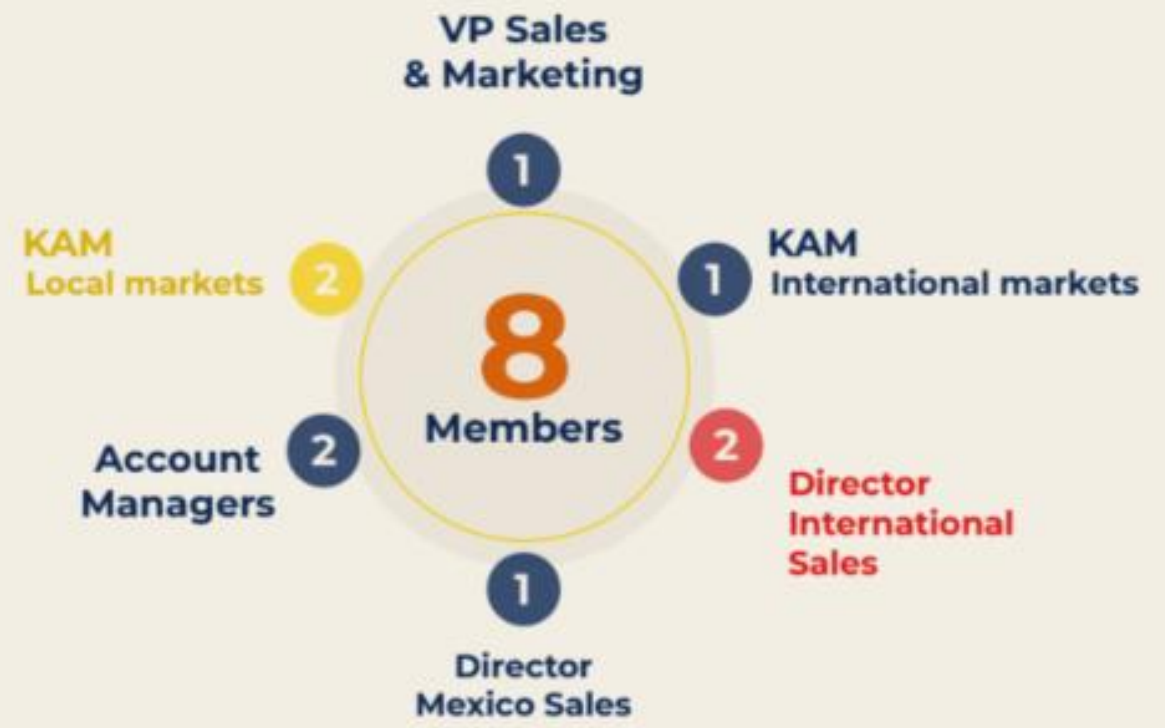 VP Sales
& Marketing
1
KAM
Local markets
2
1
KAM
International markets
8
Members
Account
Managers
2
2
Director
International
Sales
1
Director
Mexico Sales